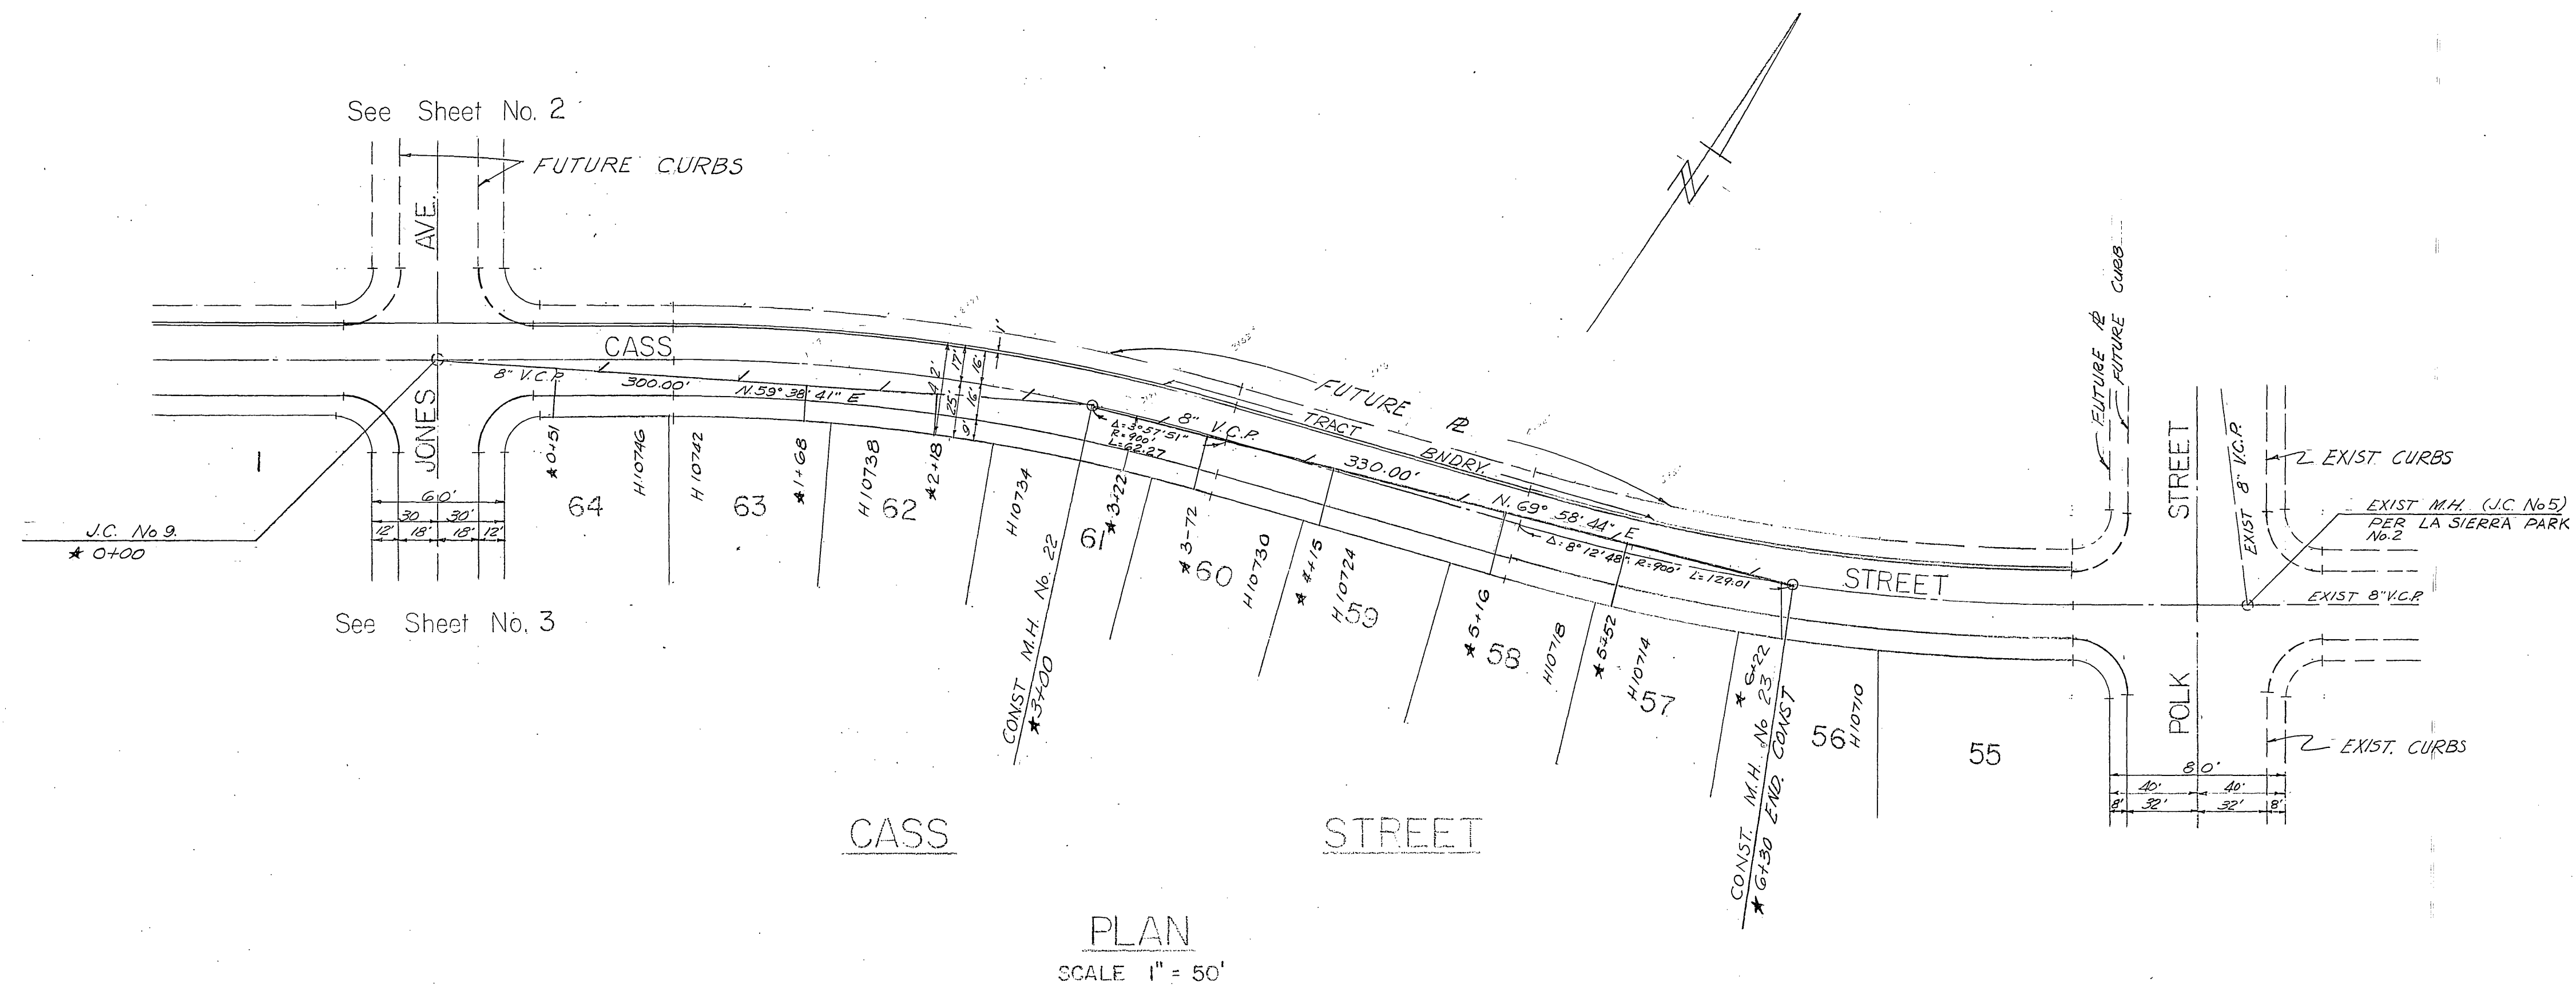 See Sheet No. 2
FUTURE CURBS
JONES AVE.
CASS
8" V.C.P.
300.00'
N. 59° 38' 41" E
42'
17'
25'
16'
16'
9'
1'
Δ=3°57'51"
R=900'
L=62.27
8" V.C.P.
330.00'
N. 69° 58' 44" E
Δ=8°12'48" R=900' L=129.01
FUTURE ⅊
TRACT BNDRY.
STREET
N
FUTURE ⅊
FUTURE CURB
POLK STREET
EXIST 8" V.C.P.
EXIST CURBS
EXIST M.H. (J.C. No 5)
PER LA SIERRA PARK
No. 2
EXIST 8" V.C.P.
EXIST. CURBS
80'
40' 40'
8' 32' 32' 8'
60'
30 30'
12' 18' 18' 12'
J.C. No 9.
★ 0+00
See Sheet No. 3
★ 0+51
64
H10746
H10742
63
★ 1+68
H10738
62
★ 2+18
H10734
CONST M.H. No. 22
★ 3+00
61
★ 3+22
★ 3-72
60
H10730
★ 4+15
H10724
59
★ 5+16
58
H10718
★ 5+52
H10714
57
★ 6+22
CONST. M.H. No 23
★ 6+30 END. CONST
56
H10710
55
CASS STREET
PLAN
SCALE 1" = 50'